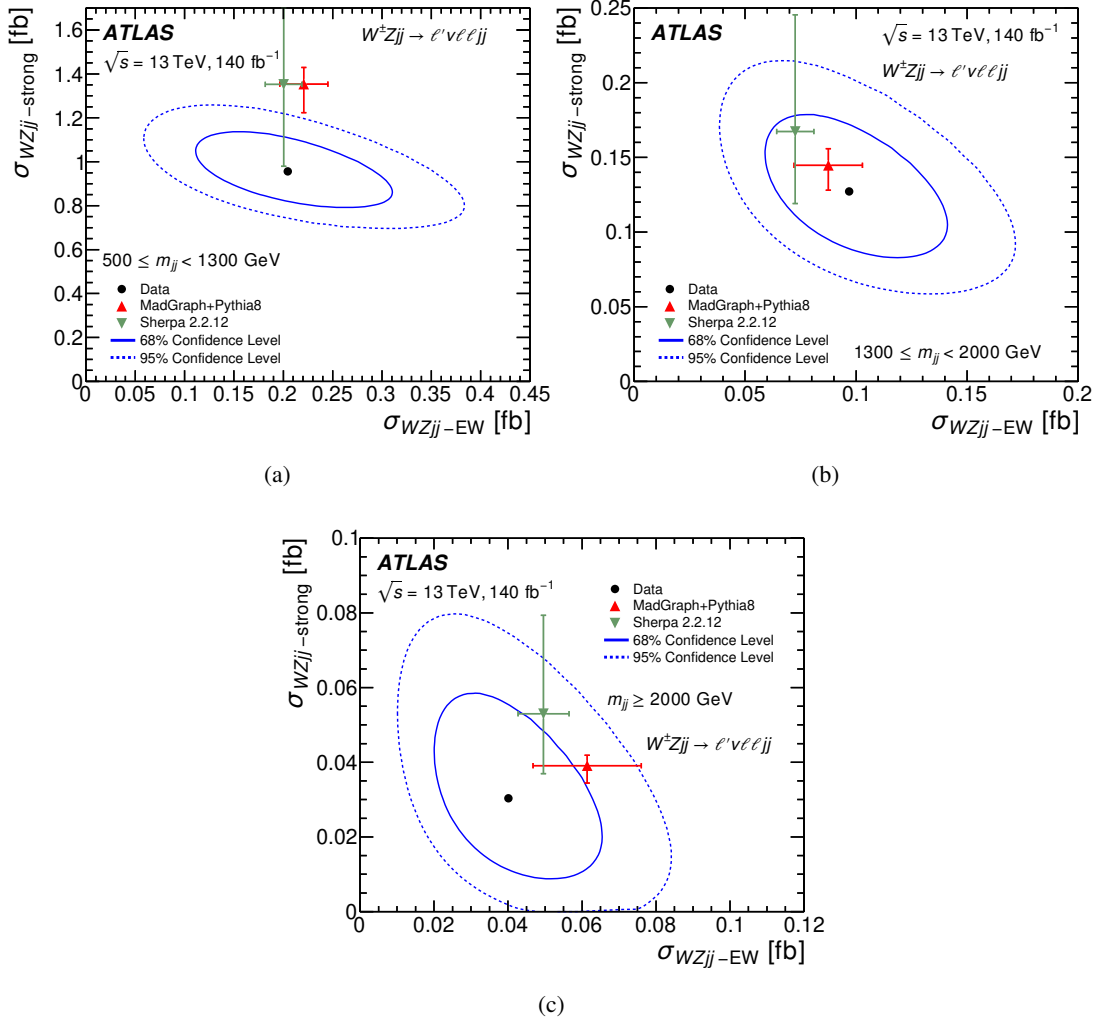 σWZjj−strong [fb]
ATLAS
√s = 13 TeV, 140 fb−1
W±Zjj → ℓ′νℓℓjj
500 ≤ mjj < 1300 GeV
Data
MadGraph+Pythia8
Sherpa 2.2.12
68% Confidence Level
95% Confidence Level
1.6
1.4
1.2
1
0.8
0.6
0.4
0.2
0
0 0.05 0.1 0.15 0.2 0.25 0.3 0.35 0.4 0.45
σWZjj−EW [fb]
(a)
σWZjj−strong [fb]
ATLAS
√s = 13 TeV, 140 fb−1
W±Zjj → ℓ′νℓℓjj
Data
MadGraph+Pythia8
Sherpa 2.2.12
68% Confidence Level
95% Confidence Level
1300 ≤ mjj < 2000 GeV
0.25
0.2
0.15
0.1
0.05
0
0 0.05 0.1 0.15 0.2
σWZjj−EW [fb]
(b)
σWZjj−strong [fb]
ATLAS
√s = 13 TeV, 140 fb−1
Data
MadGraph+Pythia8
Sherpa 2.2.12
68% Confidence Level
95% Confidence Level
mjj ≥ 2000 GeV
W±Zjj → ℓ′νℓℓjj
0.1
0.08
0.06
0.04
0.02
0
0 0.02 0.04 0.06 0.08 0.1 0.12
σWZjj−EW [fb]
(c)